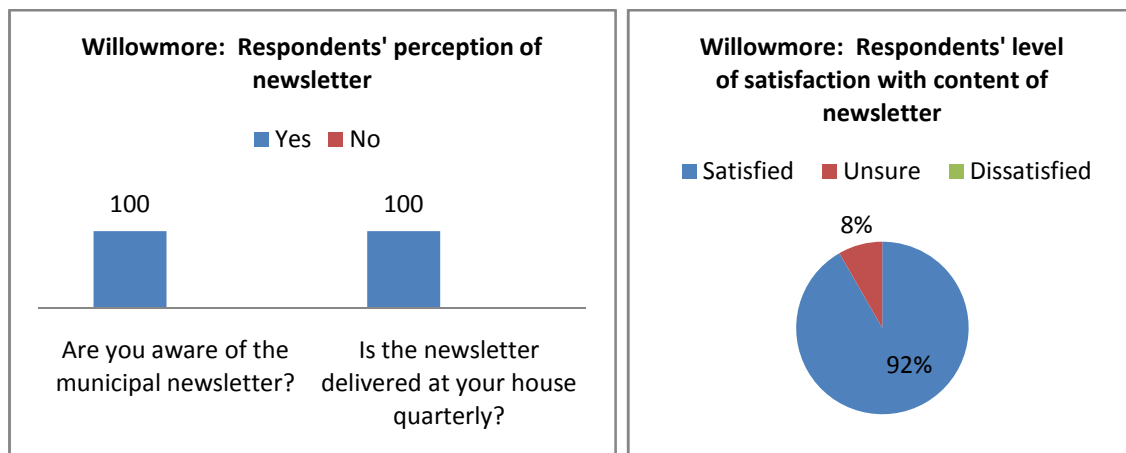 Willowmore:  Respondents' perception of
newsletter
Yes No
100 100
Are you aware of the
municipal newsletter?
Is the newsletter
delivered at your house
quarterly?
Willowmore:  Respondents' level
of satisfaction with content of
newsletter
Satisfied Unsure Dissatisfied
8%
92%